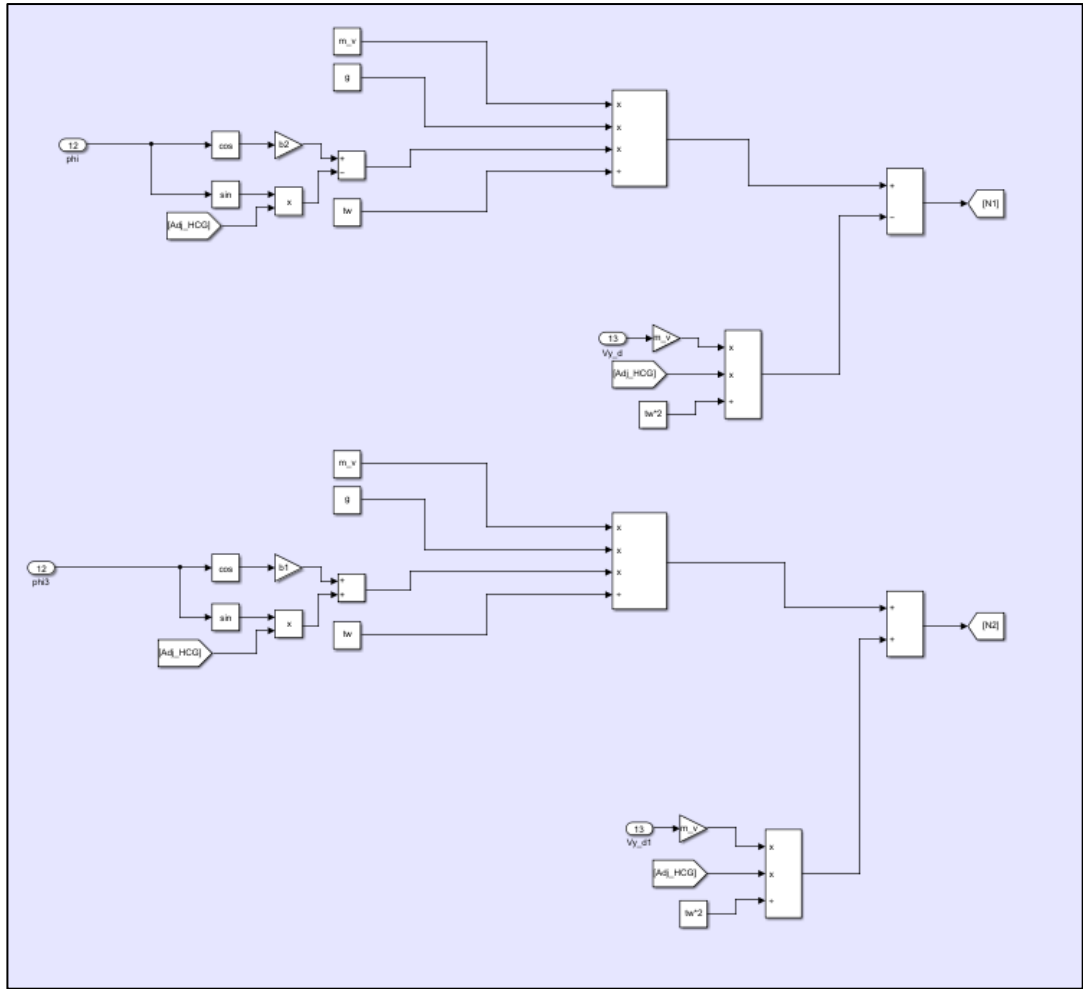 m_v
g
12
phi
cos
b2
+
−
sin
x
[Adj_HCG]
tw
x
x
x
÷
+
−
[N1]
13
Vy_d
m_v
[Adj_HCG]
tw*2
x
x
÷
m_v
g
12
phi3
cos
b1
+
+
sin
x
[Adj_HCG]
tw
x
x
x
÷
+
+
[N2]
13
Vy_d1
m_v
[Adj_HCG]
tw*2
x
x
÷